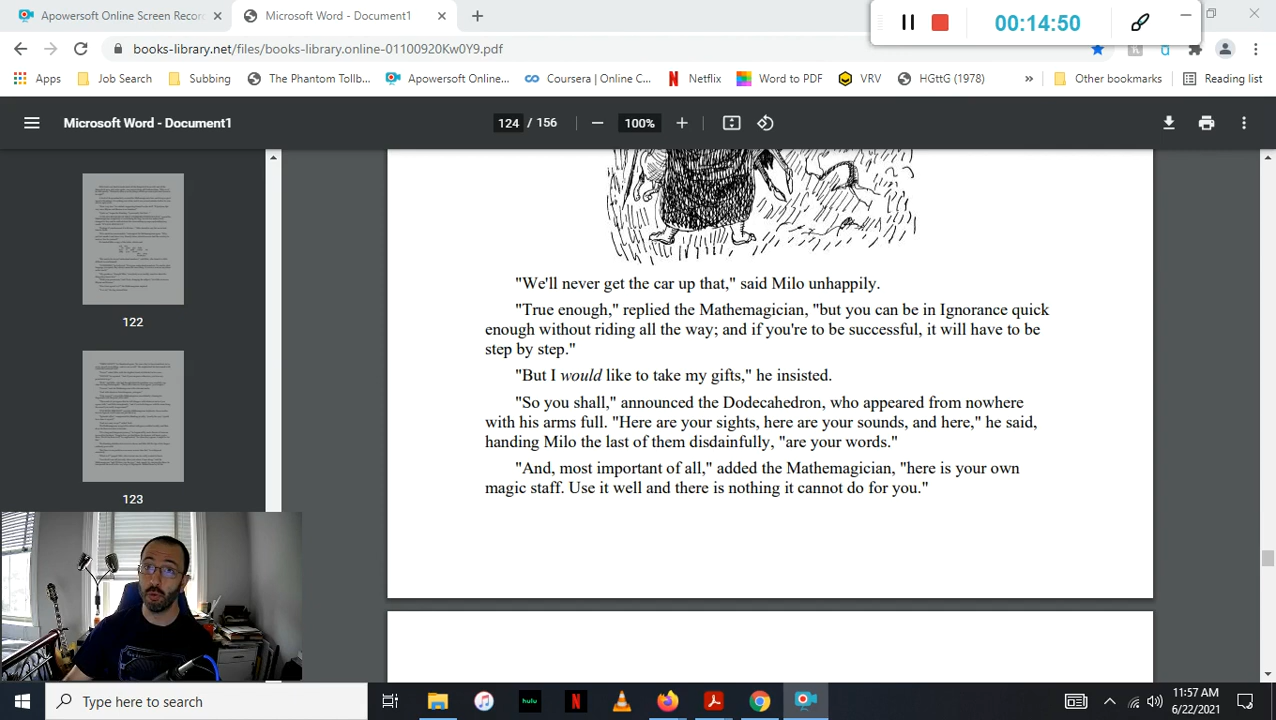 Apowersoft Online Screen Recor
Microsoft Word - Document1
00:14:50
books-library.net/files/books-library.online-01100920Kw0Y9.pdf
Apps
Job Search
Subbing
The Phantom Tollb...
Apowersoft Online...
Coursera | Online C...
Netflix
Word to PDF
VRV
HGttG (1978)
»
Other bookmarks
Reading list
Microsoft Word - Document1
124 / 156
100%
122
123
"We'll never get the car up that," said Milo unhappily.
"True enough," replied the Mathemagician, "but you can be in Ignorance quick
enough without riding all the way; and if you're to be successful, it will have to be
step by step."
"But I would like to take my gifts," he insisted.
"So you shall," announced the Dodecahedron, who appeared from nowhere
with his arms full. "Here are your sights, here are your sounds, and here," he said,
handing Milo the last of them disdainfully, "are your words."
"And, most important of all," added the Mathemagician, "here is your own
magic staff. Use it well and there is nothing it cannot do for you."
Type here to search
hulu
11:57 AM
6/22/2021